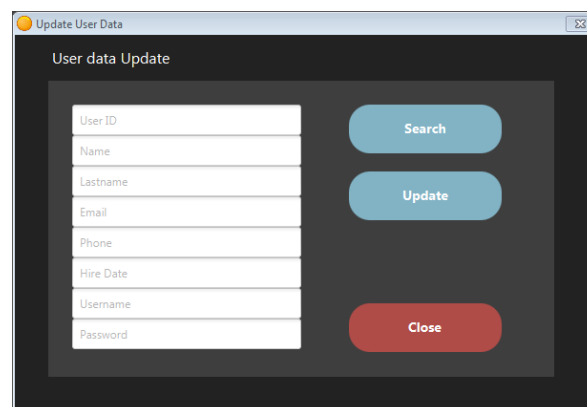 Update User Data
User data Update
User ID
Name
Lastname
Email
Phone
Hire Date
Username
Password
Search
Update
Close